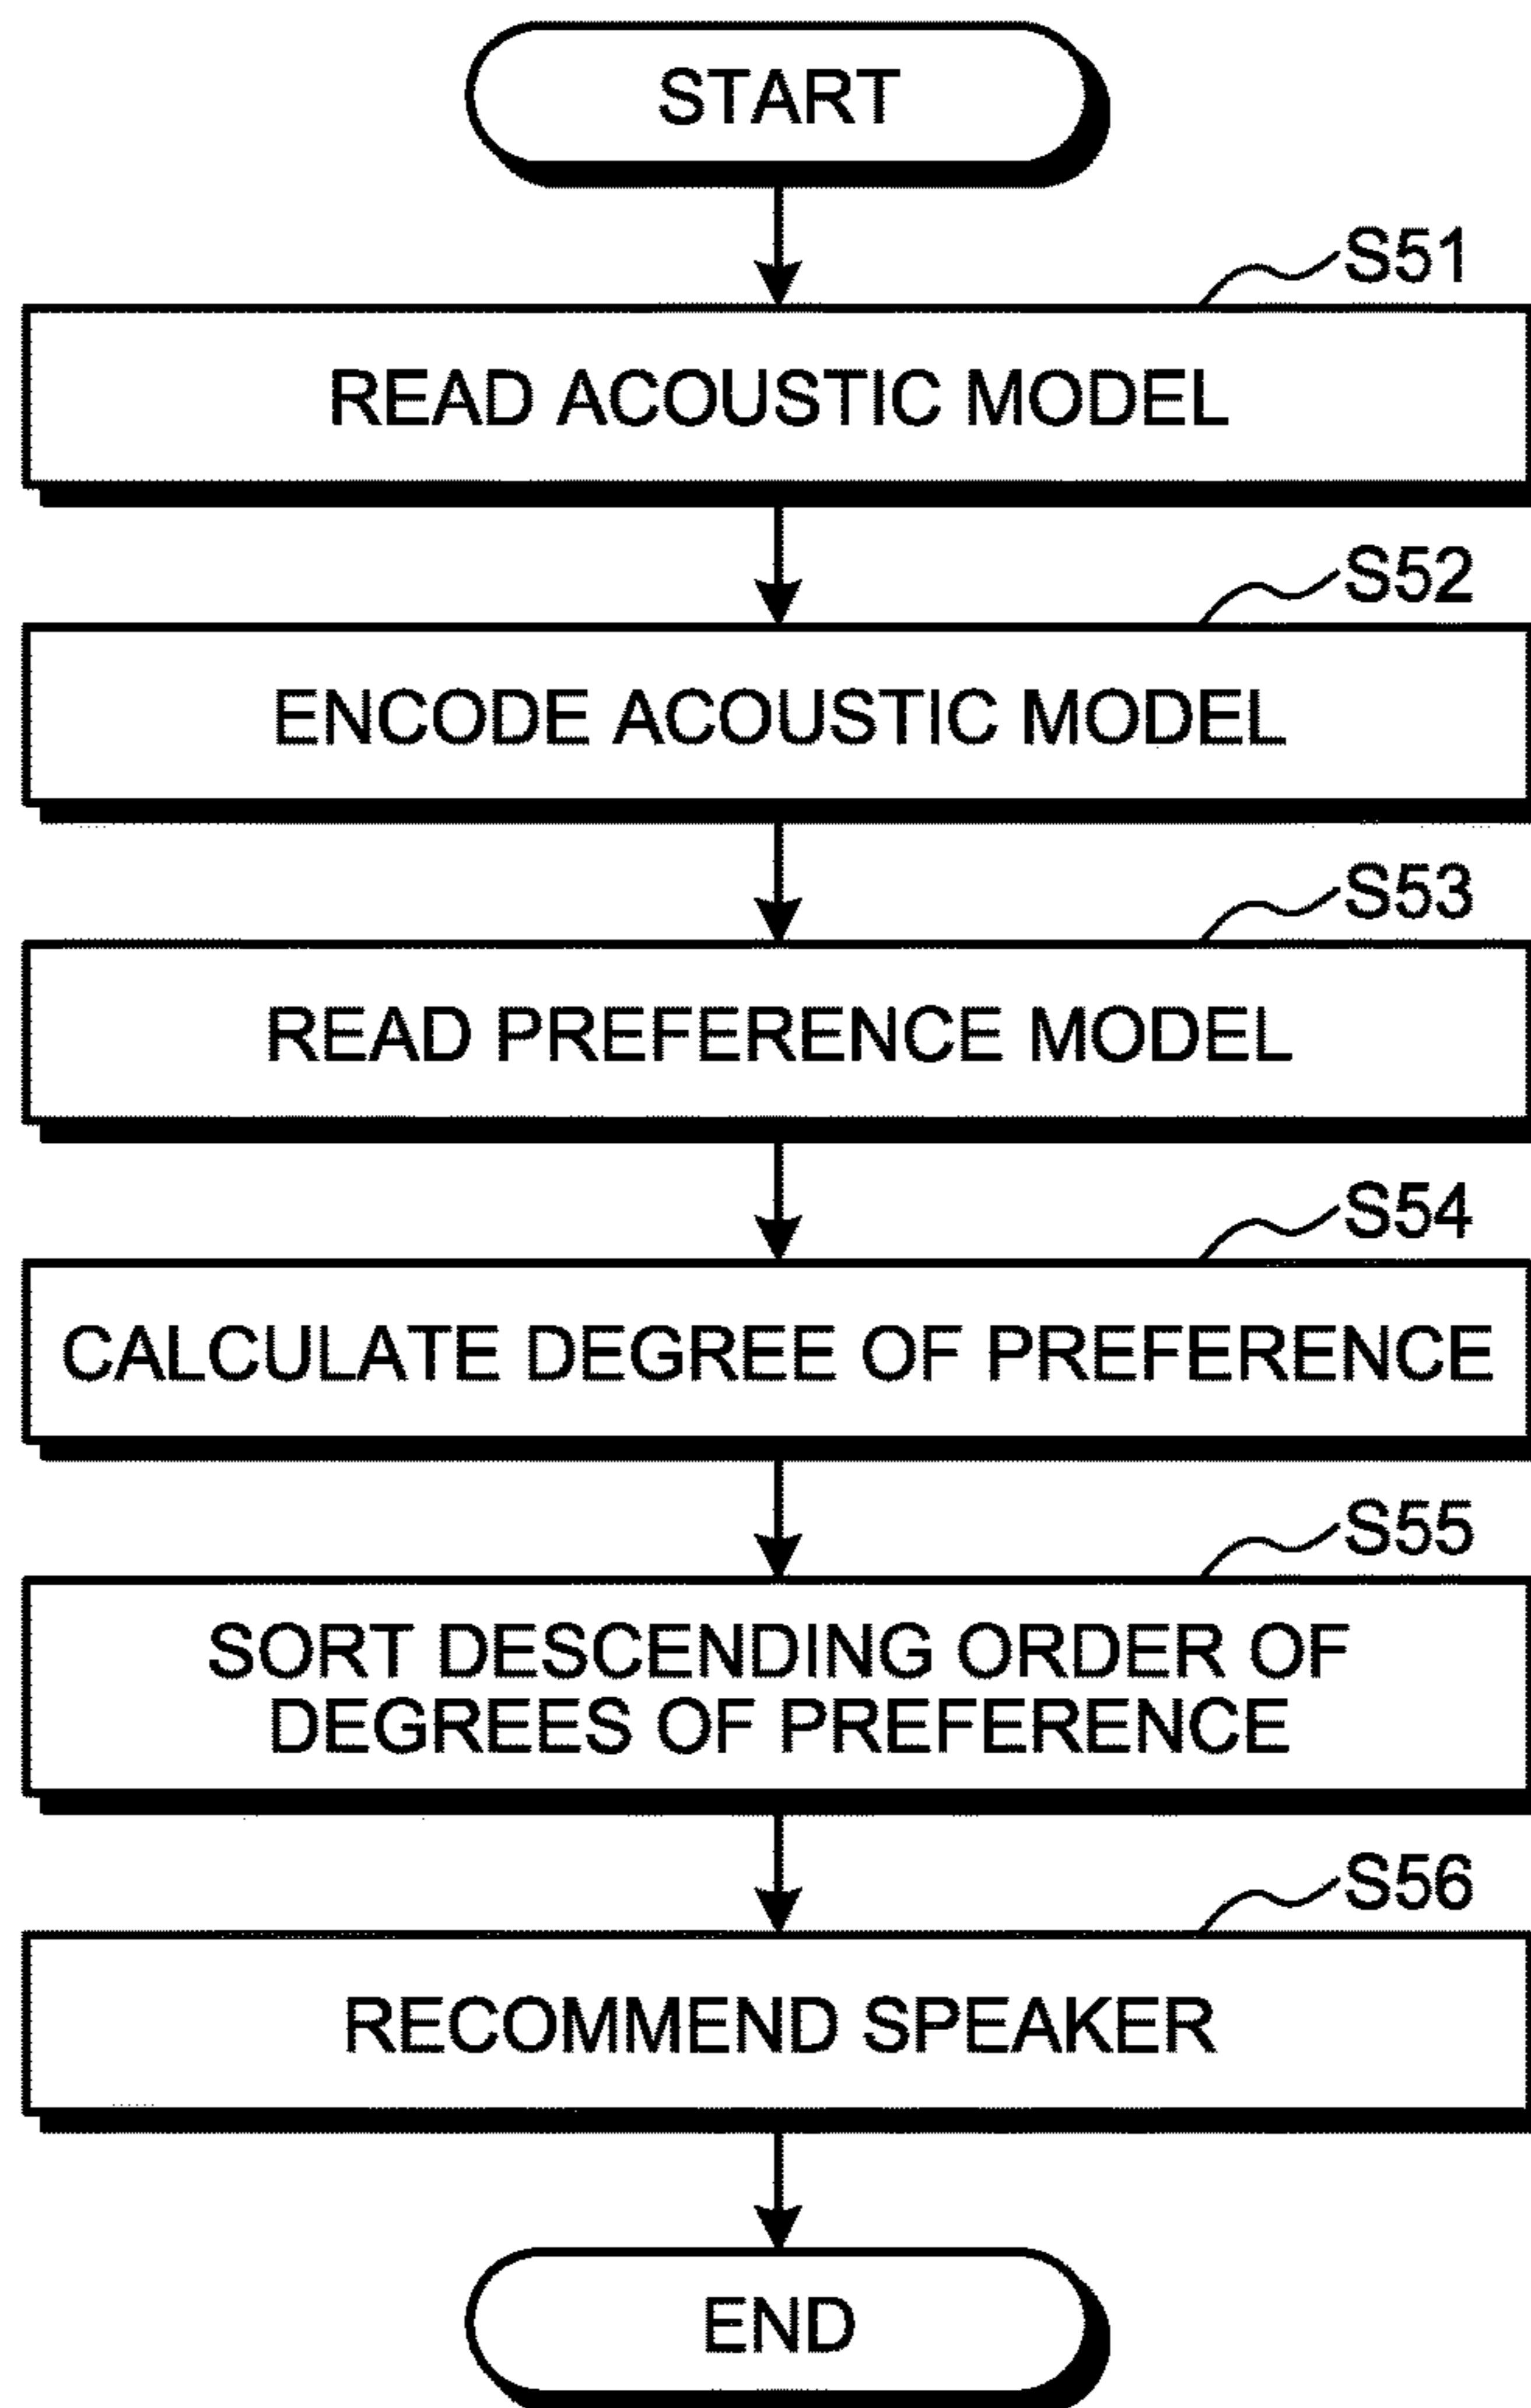 START
S51
READ ACOUSTIC MODEL
S52
ENCODE ACOUSTIC MODEL
S53
READ PREFERENCE MODEL
S54
CALCULATE DEGREE OF PREFERENCE
S55
SORT DESCENDING ORDER OF
DEGREES OF PREFERENCE
S56
RECOMMEND SPEAKER
END